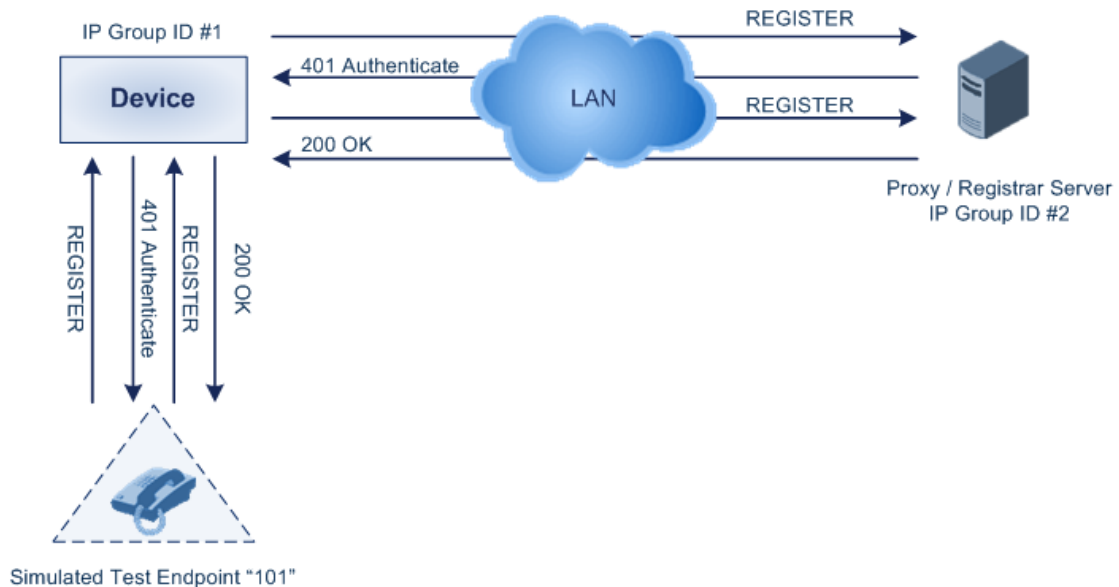 IP Group ID #1
REGISTER
401 Authenticate
Device
LAN
REGISTER
200 OK
Proxy / Registrar Server
IP Group ID #2
REGISTER
401 Authenticate
REGISTER
200 OK
Simulated Test Endpoint “101”